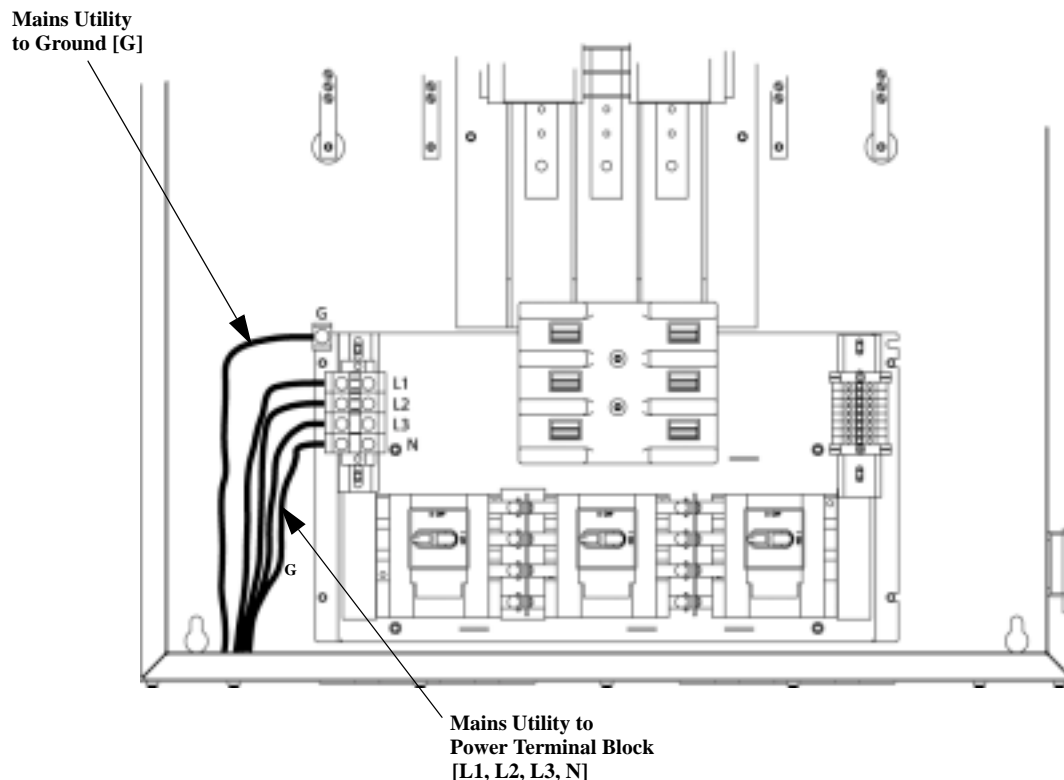 Mains Utility
to Ground [G]
G
L1
L2
L3
N
G
Mains Utility to
Power Terminal Block
[L1, L2, L3, N]